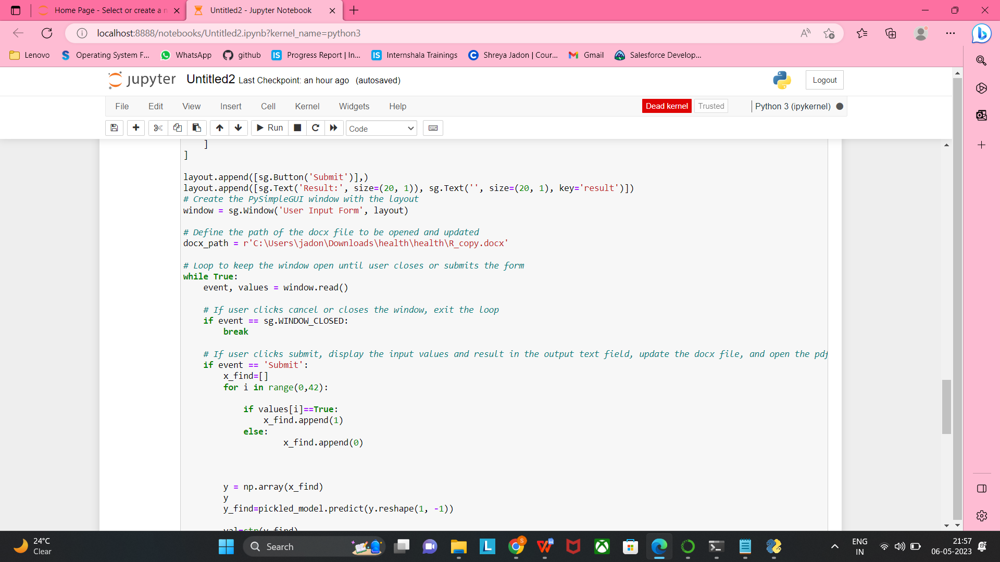 Home Page - Select or create a n
Untitled2 - Jupyter Notebook
localhost:8888/notebooks/Untitled2.ipynb?kernel_name=python3
Lenovo
Operating System F...
WhatsApp
github
Progress Report | In...
Internshala Trainings
Shreya Jadon | Cour...
Gmail
Salesforce Develop...
jupyter Untitled2 Last Checkpoint: an hour ago (autosaved)
Logout
File Edit View Insert Cell Kernel Widgets Help
Dead kernel
Trusted
Python 3 (ipykernel)
Run
Code
]
]
layout.append([sg.Button('Submit')],)
layout.append([sg.Text('Result:', size=(20, 1)), sg.Text('', size=(20, 1), key='result')])
# Create the PySimpleGUI window with the layout
window = sg.Window('User Input Form', layout)
# Define the path of the docx file to be opened and updated
docx_path = r'C:\Users\jadon\Downloads\health\health\R_copy.docx'
# Loop to keep the window open until user closes or submits the form
while True:
event, values = window.read()
# If user clicks cancel or closes the window, exit the loop
if event == sg.WINDOW_CLOSED:
break
# If user clicks submit, display the input values and result in the output text field, update the docx file, and open the pdf
if event == 'Submit':
x_find=[]
for i in range(0,42):
if values[i]==True:
x_find.append(1)
else:
x_find.append(0)
y = np.array(x_find)
y
y_find=pickled_model.predict(y.reshape(1, -1))
val=str(y_find)
24°C
Clear
Search
ENG
IN
21:57
06-05-2023